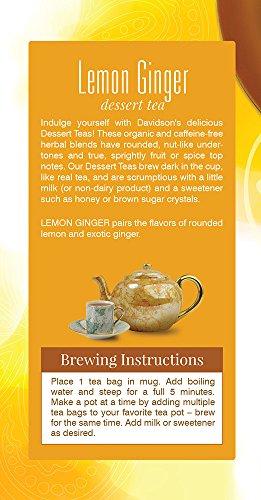 Lemon Ginger
dessert tea
Indulge yourself with Davidson's delicious
Dessert Teas! These organic and caffeine-free
herbal blends have rounded, nut-like under-
tones and true, sprightly fruit or spice top
notes. Our Dessert Teas brew dark in the cup,
like real tea, and are scrumptious with a little
milk (or non-dairy product) and a sweetener
such as honey or brown sugar crystals.
LEMON GINGER pairs the flavors of rounded
lemon and exotic ginger.
Brewing Instructions
Place 1 tea bag in mug. Add boiling
water and steep for a full 5 minutes.
Make a pot at a time by adding multiple
tea bags to your favorite tea pot – brew
for the same time. Add milk or sweetener
as desired.